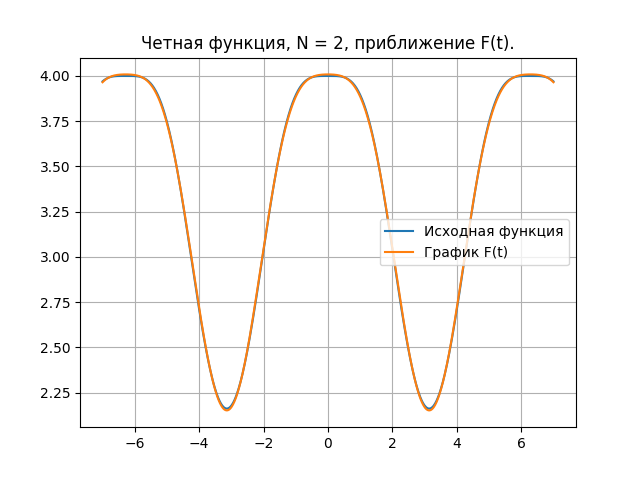 Четная функция, N = 2, приближение F(t).
4.00
3.75
3.50
3.25
3.00
2.75
2.50
2.25
Исходная функция
График F(t)
−6 −4 −2 0 2 4 6